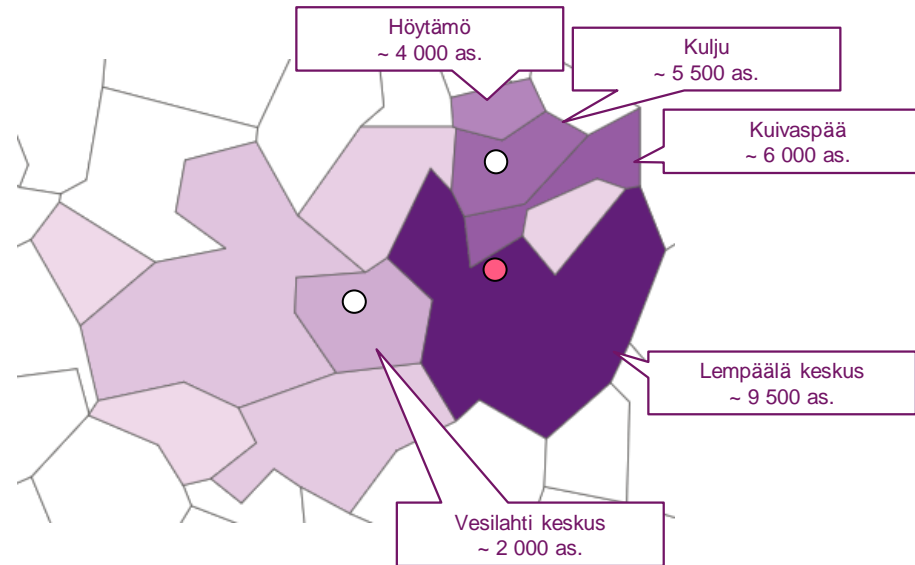 Höytämö
~ 4 000 as.
Kulju
~ 5 500 as.
Kuivaspää
~ 6 000 as.
Lempäälä keskus
~ 9 500 as.
Vesilahti keskus
~ 2 000 as.